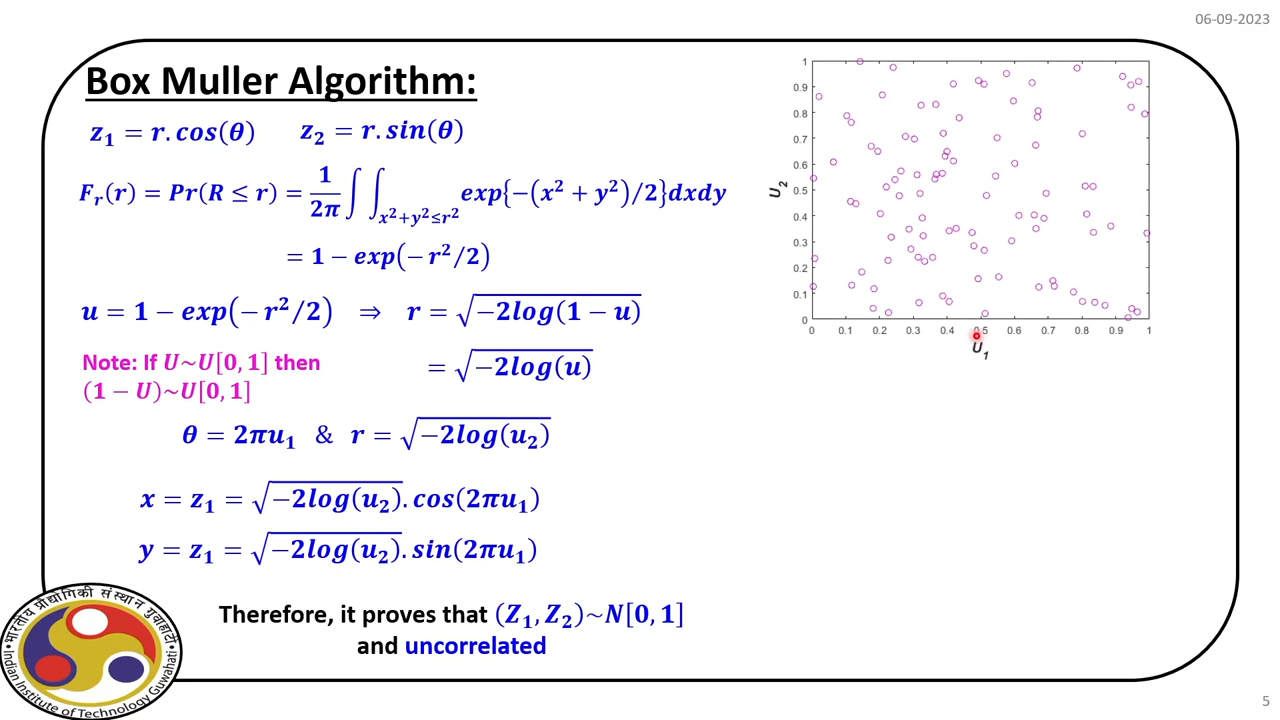 06-09-2023
Box Muller Algorithm:
z₁ = r.cos(θ) z₂ = r.sin(θ)
Fᵣ(r) = Pr(R ≤ r) = 1/2π ∫∫_{x²+y²≤r²} exp{−(x² + y²)/2}dxdy
= 1 − exp(−r²/2)
u = 1 − exp(−r²/2) ⇒ r = √(−2log(1 − u))
Note: If U~U[0, 1] then
(1 − U)~U[0, 1]
= √(−2log(u))
θ = 2πu₁ & r = √(−2log(u₂))
x = z₁ = √(−2log(u₂)).cos(2πu₁)
y = z₁ = √(−2log(u₂)).sin(2πu₁)
Therefore, it proves that (Z₁, Z₂)~N[0, 1]
and uncorrelated
1
0.9
0.8
0.7
0.6
0.5
0.4
0.3
0.2
0.1
0
U₂
0 0.1 0.2 0.3 0.4 0.5 0.6 0.7 0.8 0.9 1
U₁
भारतीय प्रौद्योगिकी संस्थान गुवाहाटी
Indian Institute of Technology Guwahati
5